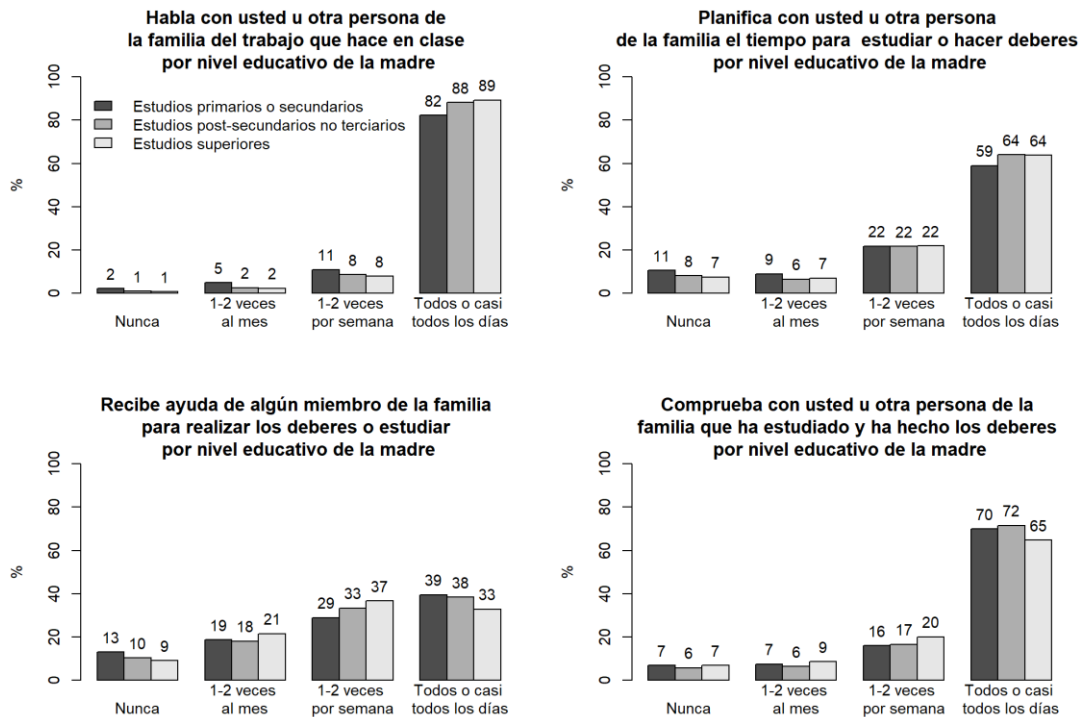 Habla con usted u otra persona de
la familia del trabajo que hace en clase
por nivel educativo de la madre
100
80
60
40
20
0
%
Estudios primarios o secundarios
Estudios post-secundarios no terciarios
Estudios superiores
2 1 1
5 2 2
11 8 8
82 88 89
Nunca
1-2 veces
al mes
1-2 veces
por semana
Todos o casi
todos los días
Planifica con usted u otra persona
de la familia el tiempo para estudiar o hacer deberes
por nivel educativo de la madre
100
80
60
40
20
0
%
11 8 7
9 6 7
22 22 22
59 64 64
Nunca
1-2 veces
al mes
1-2 veces
por semana
Todos o casi
todos los días
Recibe ayuda de algún miembro de la familia
para realizar los deberes o estudiar
por nivel educativo de la madre
100
80
60
40
20
0
%
13 10 9
19 18 21
29 33 37
39 38 33
Nunca
1-2 veces
al mes
1-2 veces
por semana
Todos o casi
todos los días
Comprueba con usted u otra persona de la
familia que ha estudiado y ha hecho los deberes
por nivel educativo de la madre
100
80
60
40
20
0
%
7 6 7
7 6 9
16 17 20
70 72 65
Nunca
1-2 veces
al mes
1-2 veces
por semana
Todos o casi
todos los días